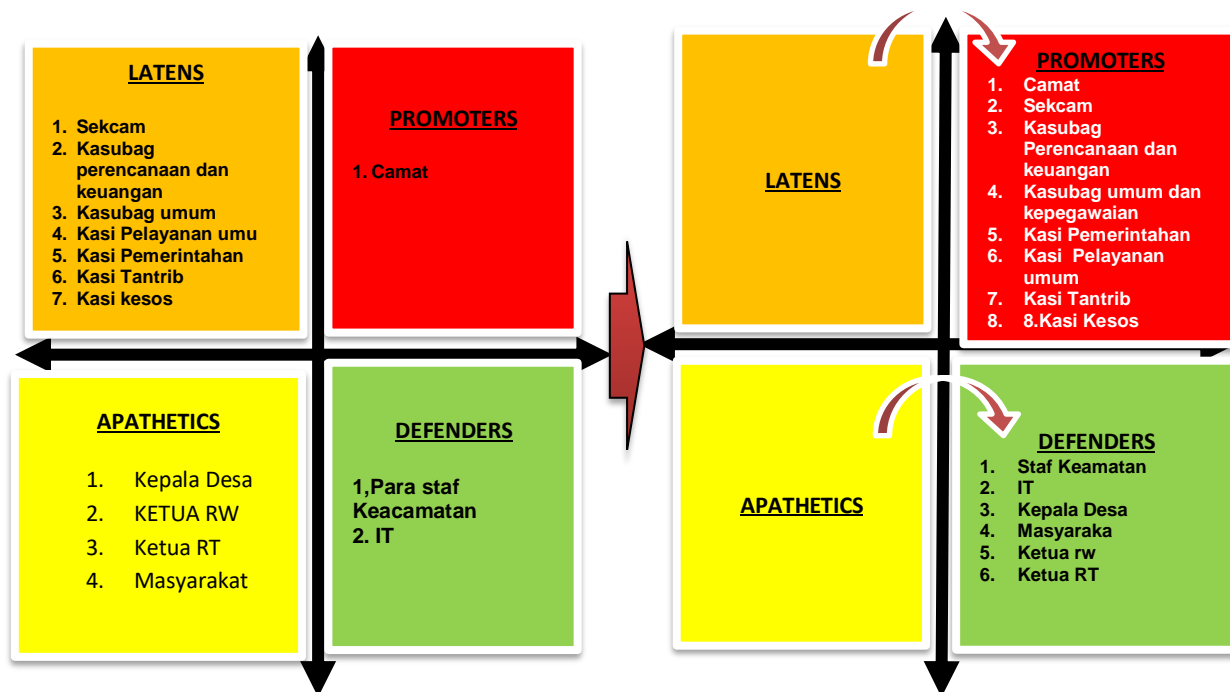 LATENS
1. Sekcam
2. Kasubag
perencanaan dan
keuangan
3. Kasubag umum
4. Kasi Pelayanan umu
5. Kasi Pemerintahan
6. Kasi Tantrib
7. Kasi kesos
PROMOTERS
1. Camat
APATHETICS
1. Kepala Desa
2. KETUA RW
3. Ketua RT
4. Masyarakat
DEFENDERS
1,Para staf
Keacamatan
2. IT
LATENS
PROMOTERS
1. Camat
2. Sekcam
3. Kasubag
Perencanaan dan
keuangan
4. Kasubag umum dan
kepegawaian
5. Kasi Pemerintahan
6. Kasi Pelayanan
umum
7. Kasi Tantrib
8. 8.Kasi Kesos
APATHETICS
DEFENDERS
1. Staf Keamatan
2. IT
3. Kepala Desa
4. Masyaraka
5. Ketua rw
6. Ketua RT